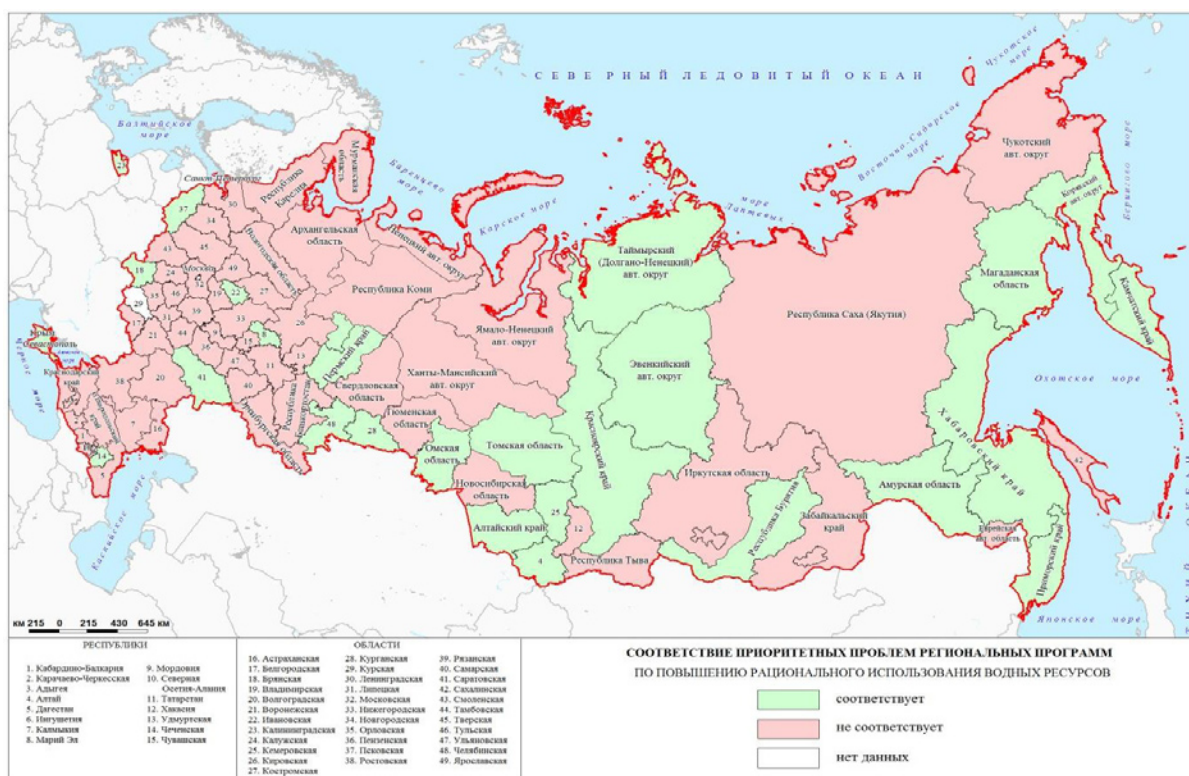 СЕВЕРНЫЙ ЛЕДОВИТЫЙ ОКЕАН
Чукотское
море
Балтийское
море
Баренцево
море
Карское море
море
Лаптевых
Восточно-Сибирское
море
Берингово
море
Санкт-Петербург
Республика
Карелия
Мурманская
область
Чукотский
авт. округ
Корякский
авт. округ
Архангельская
область
Ненецкий авт. округ
Вологодская область
Таймырский
(Долгано-Ненецкий)
авт. округ
Магаданская
область
Камчатский край
Москва
Республика Коми
Ямало-Ненецкий
авт. округ
Республика Саха (Якутия)
Эвенкийский
авт. округ
Крым
Севастополь
Черное
море
Краснодарский
край
Ставропольский
край
Пермский край
Свердловская
область
Ханты-Мансийский
авт. округ
Тюменская
область
Республика
Башкортостан
Оренбургская область
Омская
область
Томская область
Красноярский край
Новосибирская
область
Алтайский край
Республика Тыва
Иркутская область
Республика Бурятия
Забайкальский
край
Амурская область
Хабаровский край
Еврейская
авт. область
Приморский край
Охотское море
Японское море
Каспийское
море
км 215 0 215 430 645 км
РЕСПУБЛИКИ
1. Кабардино-Балкария
2. Карачаево-Черкесская
3. Адыгея
4. Алтай
5. Дагестан
6. Ингушетия
7. Калмыкия
8. Марий Эл
9. Мордовия
10. Северная
Осетия-Алания
11. Татарстан
12. Хакасия
13. Удмуртская
14. Чеченская
15. Чувашская
ОБЛАСТИ
16. Астраханская
17. Белгородская
18. Брянская
19. Владимирская
20. Волгоградская
21. Воронежская
22. Ивановская
23. Калининградская
24. Калужская
25. Кемеровская
26. Кировская
27. Костромская
28. Курганская
29. Курская
30. Ленинградская
31. Липецкая
32. Московская
33. Нижегородская
34. Новгородская
35. Орловская
36. Пензенская
37. Псковская
38. Ростовская
39. Рязанская
40. Самарская
41. Саратовская
42. Сахалинская
43. Смоленская
44. Тамбовская
45. Тверская
46. Тульская
47. Ульяновская
48. Челябинская
49. Ярославская
СООТВЕТСТВИЕ ПРИОРИТЕТНЫХ ПРОБЛЕМ РЕГИОНАЛЬНЫХ ПРОГРАММ
ПО ПОВЫШЕНИЮ РАЦИОНАЛЬНОГО ИСПОЛЬЗОВАНИЯ ВОДНЫХ РЕСУРСОВ
соответствует
не соответствует
нет данных